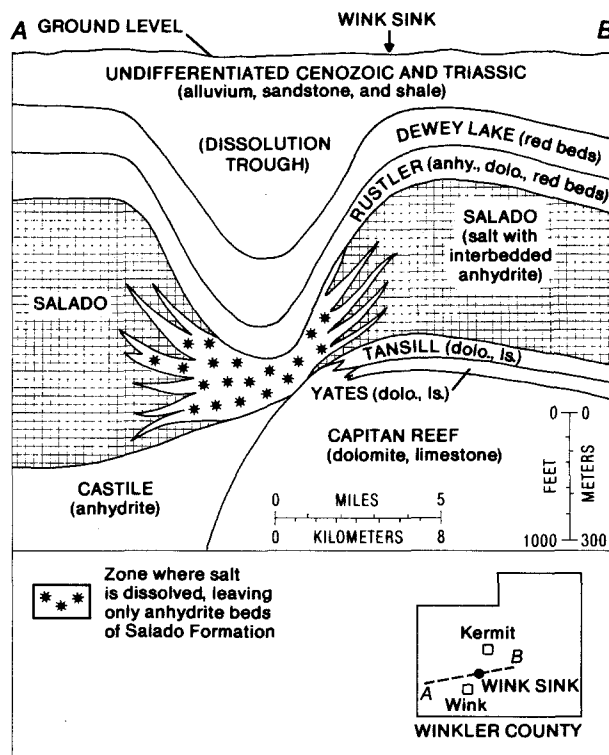 A
GROUND LEVEL
WINK SINK
B
UNDIFFERENTIATED CENOZOIC AND TRIASSIC
(alluvium, sandstone, and shale)
(DISSOLUTION
TROUGH)
DEWEY LAKE (red beds)
RUSTLER (anhy., dolo., red beds)
SALADO
(salt with
interbedded
anhydrite)
SALADO
TANSILL (dolo., ls.)
YATES (dolo., ls.)
CAPITAN REEF
(dolomite, limestone)
CASTILE
(anhydrite)
0 MILES 5
0 KILOMETERS 8
0 0
FEET
METERS
1000 300
Zone where salt
is dissolved, leaving
only anhydrite beds
of Salado Formation
Kermit
B
A
WINK SINK
Wink
WINKLER COUNTY